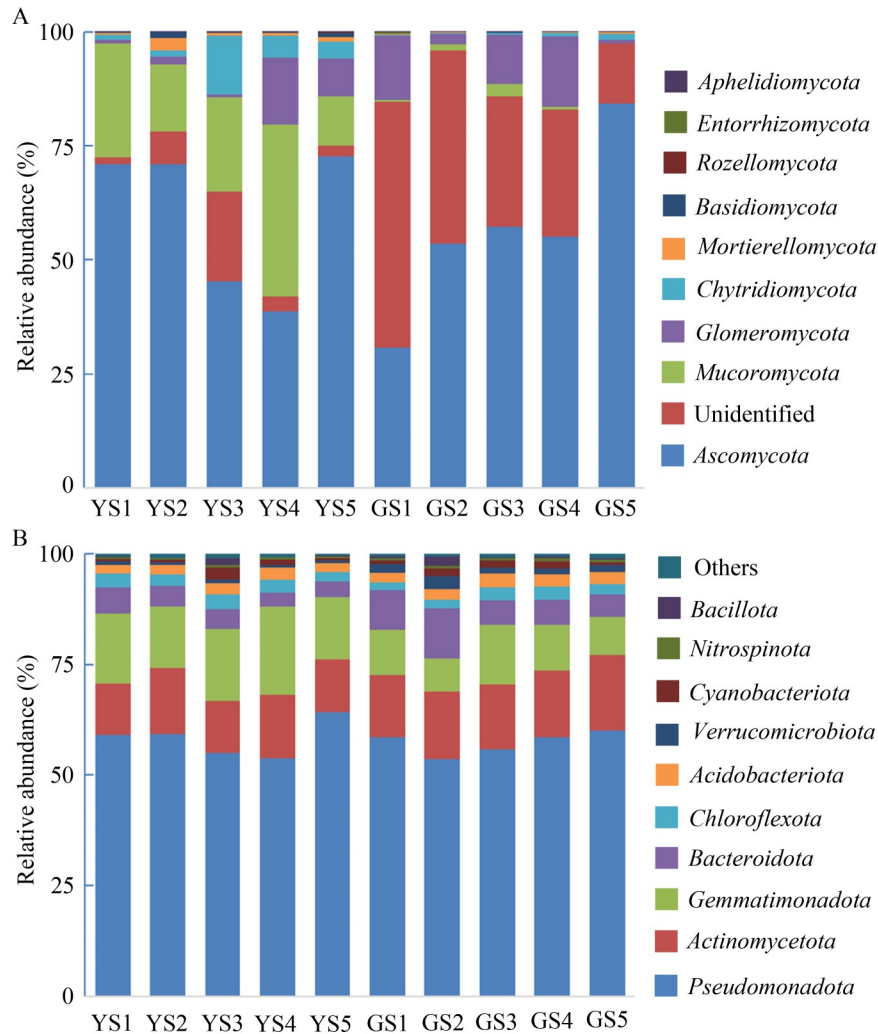 A
Relative abundance (%)
100
75
50
25
0
YS1 YS2 YS3 YS4 YS5 GS1 GS2 GS3 GS4 GS5
Aphelidiomycota
Entorrhizomycota
Rozellomycota
Basidiomycota
Mortierellomycota
Chytridiomycota
Glomeromycota
Mucoromycota
Unidentified
Ascomycota
B
Relative abundance (%)
100
75
50
25
0
YS1 YS2 YS3 YS4 YS5 GS1 GS2 GS3 GS4 GS5
Others
Bacillota
Nitrospinota
Cyanobacteriota
Verrucomicrobiota
Acidobacteriota
Chloroflexota
Bacteroidota
Gemmatimonadota
Actinomycetota
Pseudomonadota